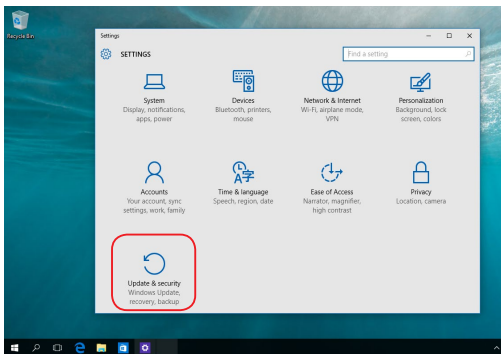 Recycle Bin
Settings
SETTINGS
Find a setting
System
Display, notifications,
apps, power
Devices
Bluetooth, printers,
mouse
Network & Internet
Wi-Fi, airplane mode,
VPN
Personalization
Background, lock
screen, colors
Accounts
Your account, sync
settings, work, family
Time & language
Speech, region, date
Ease of Access
Narrator, magnifier,
high contrast
Privacy
Location, camera
Update & security
Windows Update,
recovery, backup